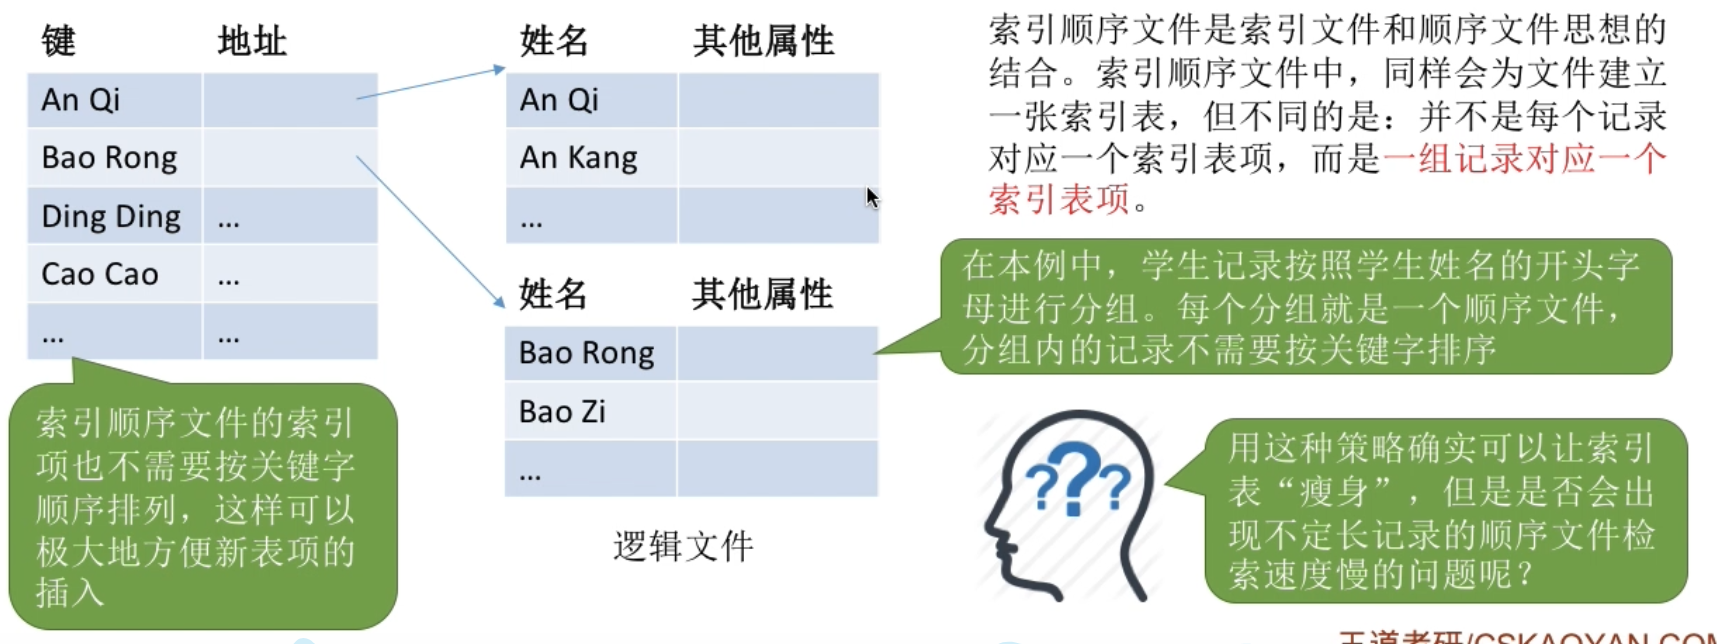 键 地址
An Qi
Bao Rong
Ding Ding ...
Cao Cao ...
... ...
索引顺序文件的索引
项也不需要按关键字
顺序排列，这样可以
极大地方便新表项的
插入
姓名 其他属性
An Qi
An Kang
...
姓名 其他属性
Bao Rong
Bao Zi
...
逻辑文件
索引顺序文件是索引文件和顺序文件思想的
结合。索引顺序文件中，同样会为文件建立
一张索引表，但不同的是：并不是每个记录
对应一个索引表项，而是一组记录对应一个
索引表项。
在本例中，学生记录按照学生姓名的开头字
母进行分组。每个分组就是一个顺序文件，
分组内的记录不需要按关键字排序
???
用这种策略确实可以让索引
表“瘦身”，但是是否会出
现不定长记录的顺序文件检
索速度慢的问题呢？
王道考研/CSKAOYAN.COM